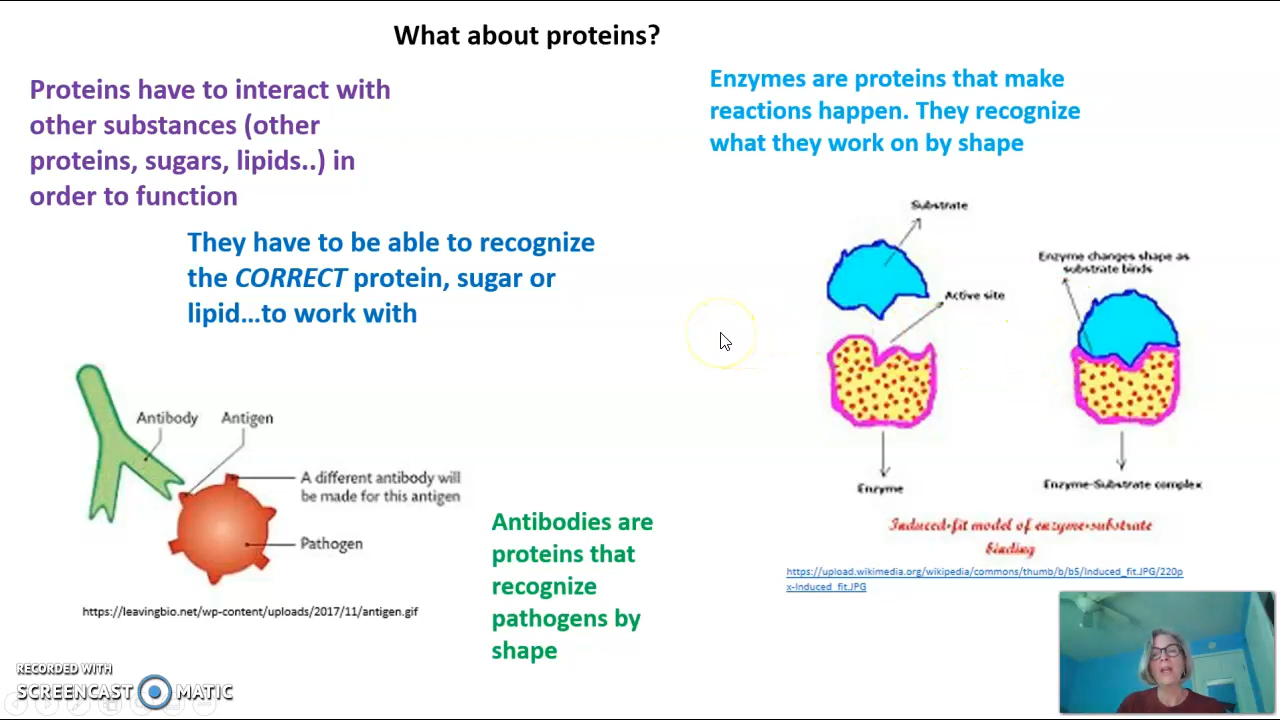 What about proteins?
Proteins have to interact with
other substances (other
proteins, sugars, lipids..) in
order to function
They have to be able to recognize
the CORRECT protein, sugar or
lipid...to work with
Enzymes are proteins that make
reactions happen. They recognize
what they work on by shape
Substrate
Active site
Enzyme changes shape as
substrate binds
Enzyme
Enzyme-Substrate complex
Induced-fit model of enzyme-substrate
binding
https://upload.wikimedia.org/wikipedia/commons/thumb/b/b5/Induced_fit.JPG/220p
x-Induced_fit.JPG
Antibody
Antigen
A different antibody will
be made for this antigen
Pathogen
https://leavingbio.net/wp-content/uploads/2017/11/antigen.gif
Antibodies are
proteins that
recognize
pathogens by
shape
RECORDED WITH
SCREENCAST MATIC